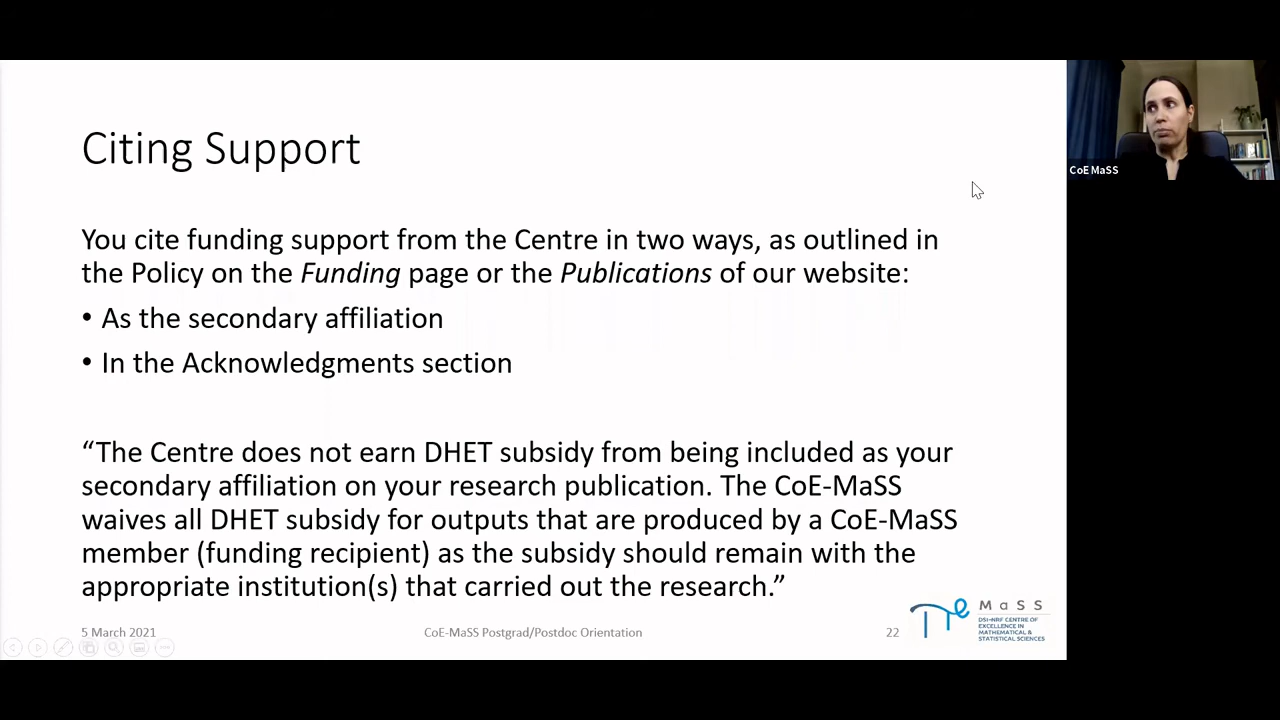 Citing Support
You cite funding support from the Centre in two ways, as outlined in
the Policy on the Funding page or the Publications of our website:
• As the secondary affiliation
• In the Acknowledgments section
“The Centre does not earn DHET subsidy from being included as your
secondary affiliation on your research publication. The CoE-MaSS
waives all DHET subsidy for outputs that are produced by a CoE-MaSS
member (funding recipient) as the subsidy should remain with the
appropriate institution(s) that carried out the research.”
5 March 2021
CoE-MaSS Postgrad/Postdoc Orientation
22
MaSS
DSI-NRF CENTRE OF
EXCELLENCE IN
MATHEMATICAL &
STATISTICAL SCIENCES
CoE MaSS